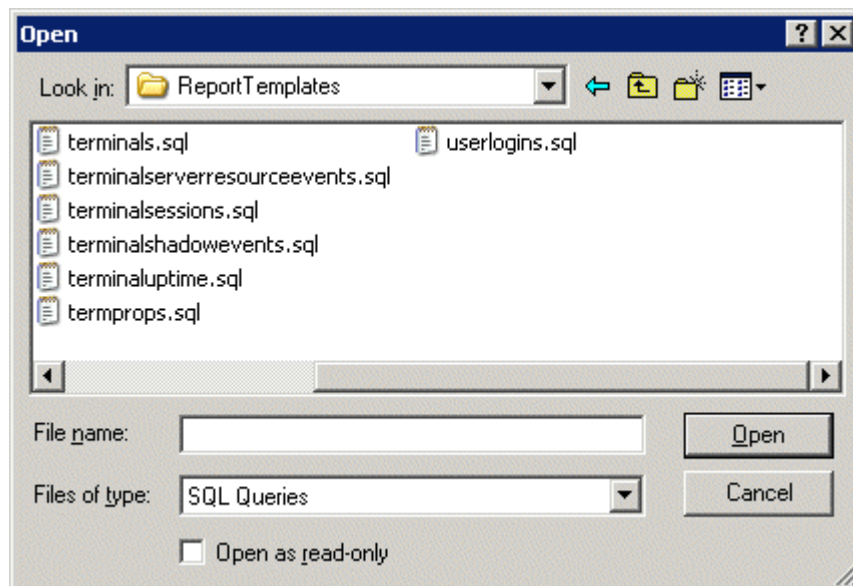 Open
Look in: ReportTemplates
terminals.sql
terminalserverresourceevents.sql
terminalsessions.sql
terminalshadowevents.sql
terminaluptime.sql
termprops.sql
userlogins.sql
File name:
Open
Files of type: SQL Queries
Cancel
Open as read-only